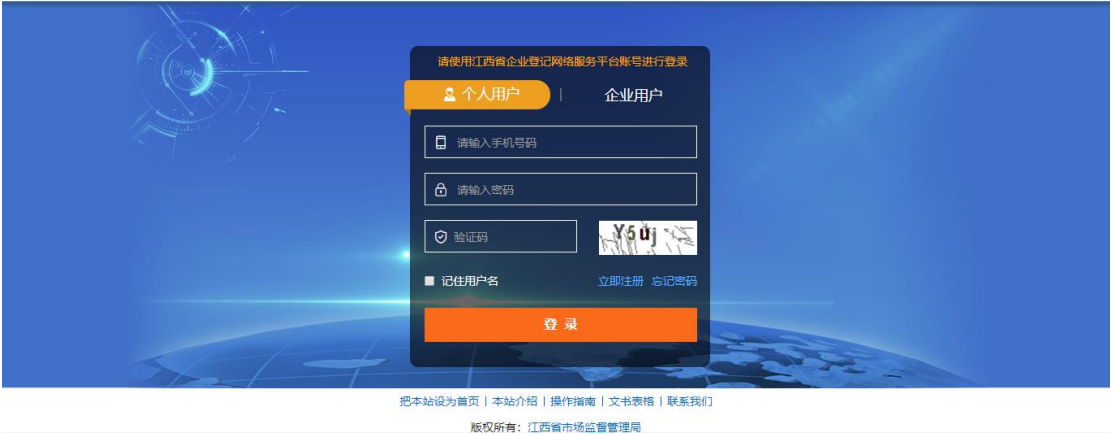 请使用江西省企业登记网络服务平台账号进行登录
个人用户 | 企业用户
请输入手机号码
请输入密码
验证码 Y5uj
记住用户名 立即注册 忘记密码
登 录
把本站设为首页 | 本站介绍 | 操作指南 | 文书表格 | 联系我们
版权所有：江西省市场监督管理局